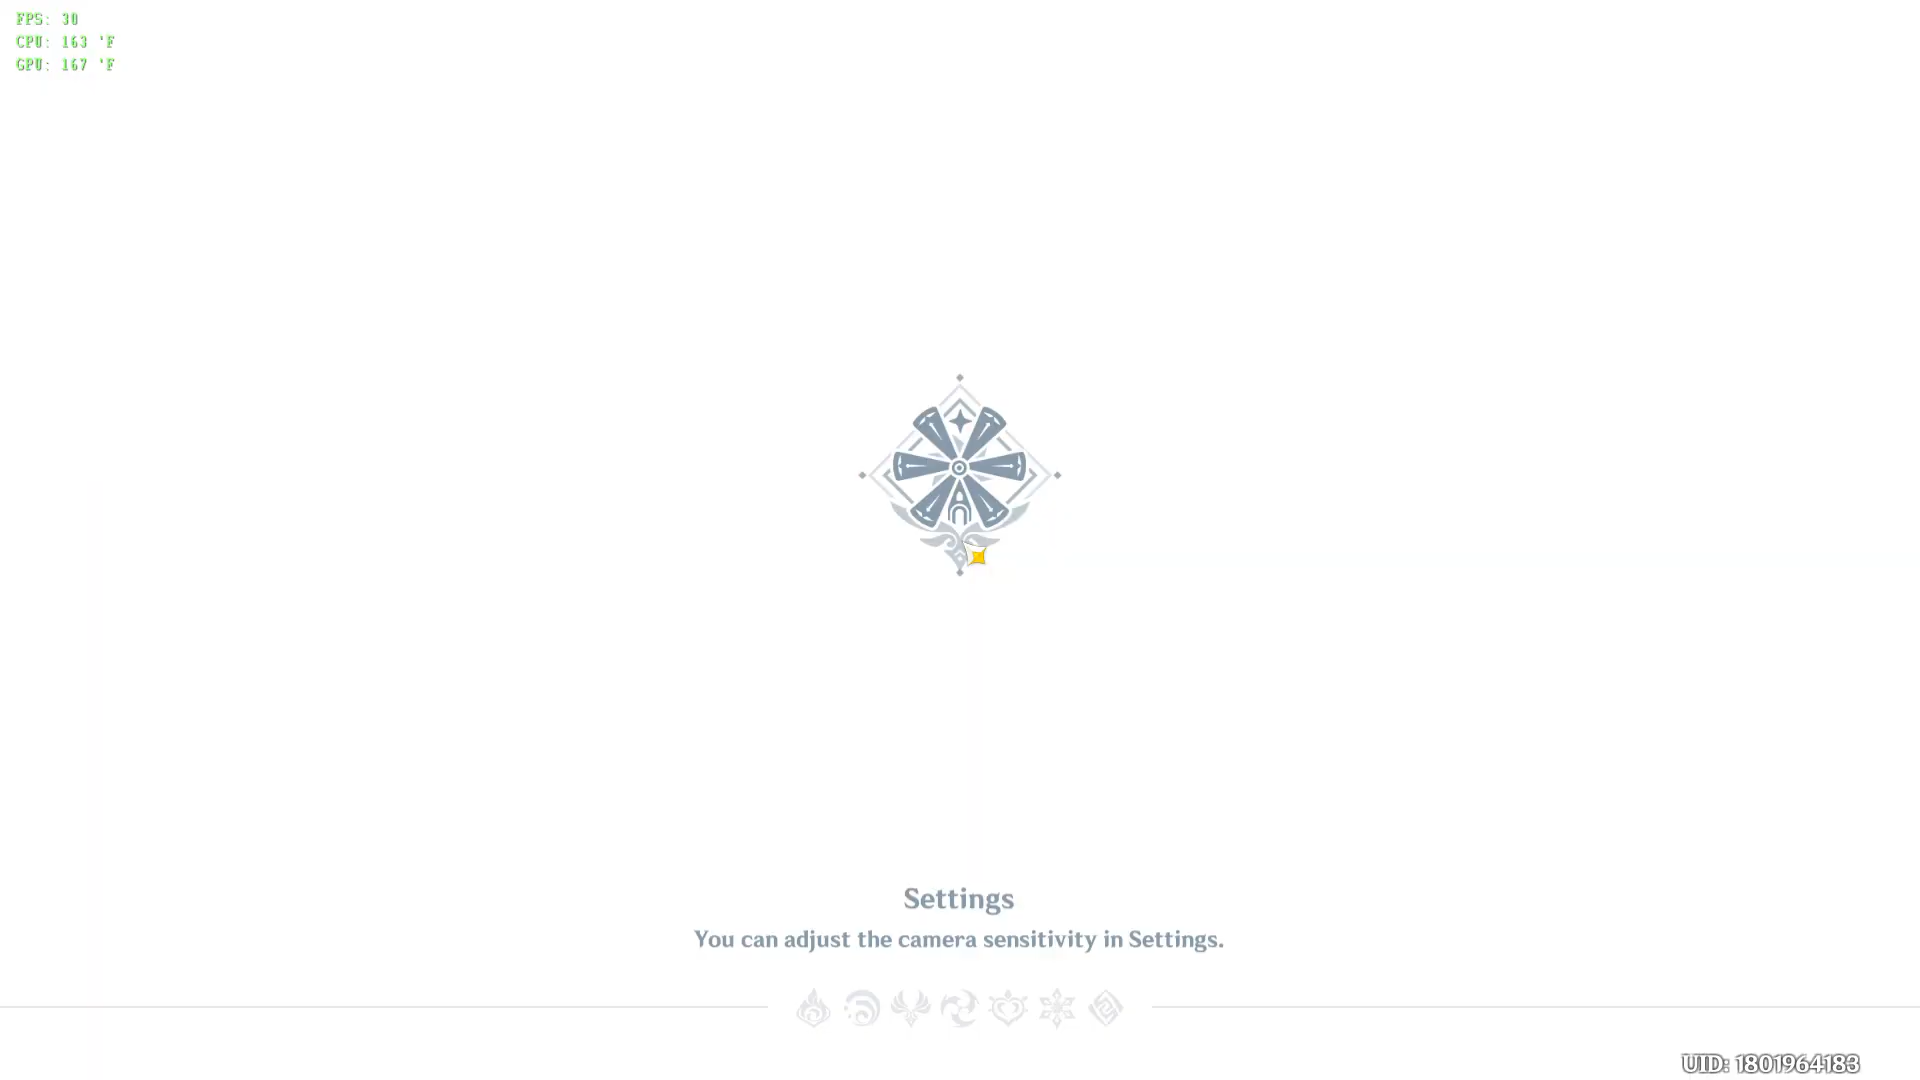 FPS: 30
CPU: 163 'F
GPU: 167 'F
Settings
You can adjust the camera sensitivity in Settings.
UID: 1801964183